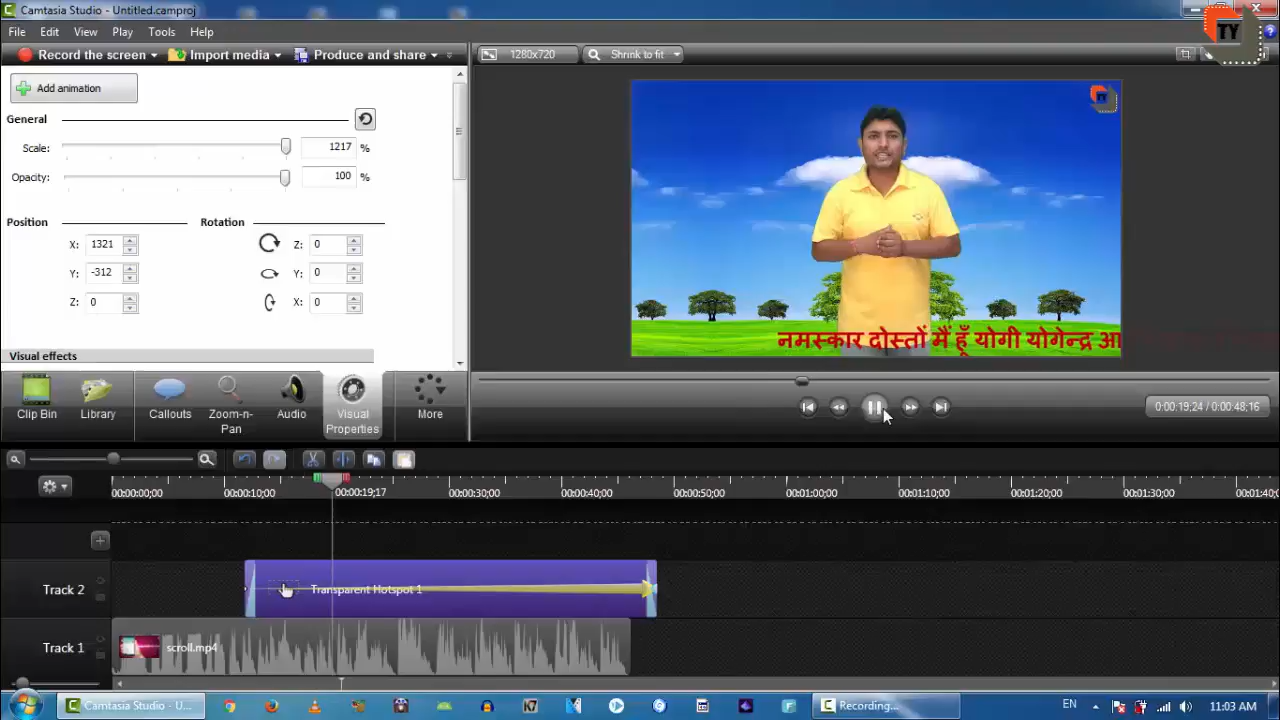 Camtasia Studio - Untitled.camproj
File Edit View Play Tools Help
TY
Record the screen Import media Produce and share
1280x720 Shrink to fit
Add animation
General
Scale: 1217 %
Opacity: 100 %
Position Rotation
X: 1321 Z: 0
Y: -312 Y: 0
Z: 0 X: 0
Visual effects
नमस्कार दोस्तों मैं हूँ योगी योगेन्द्र आ
Clip Bin Library Callouts Zoom-n-Pan Audio Visual Properties More
0:00:19;24 / 0:00:48;16
00:00:00;00 00:00:10;00 00:00:19;17 00:00:30;00 00:00:40;00 00:00:50;00 00:01:00;00 00:01:10;00 00:01:20;00 00:01:30;00 00:01:40;0
Track 2 Transparent Hotspot 1
Track 1 scroll.mp4
Camtasia Studio - U... Recording... EN 11:03 AM